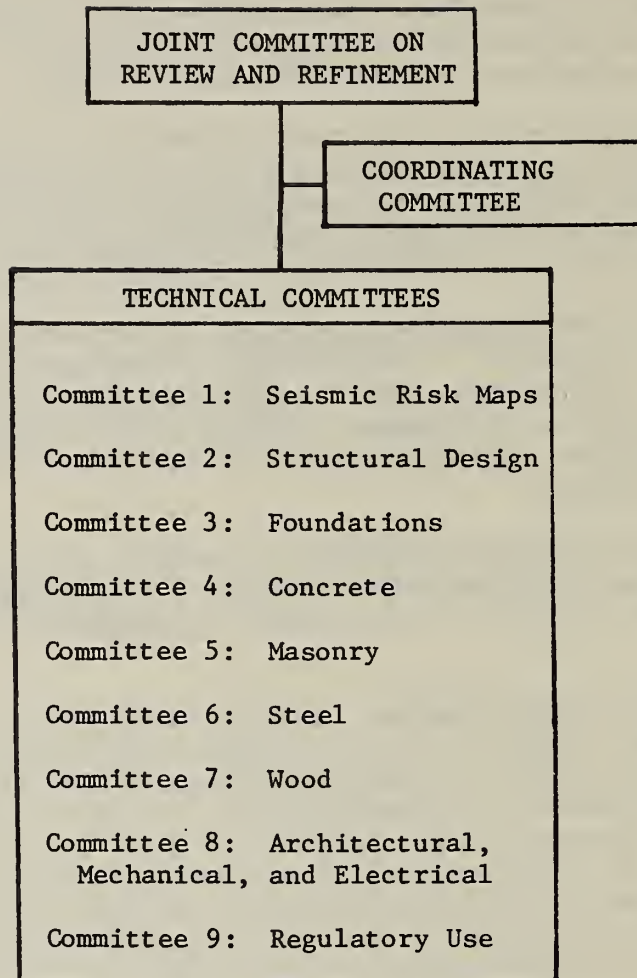 JOINT COMMITTEE ON
REVIEW AND REFINEMENT
COORDINATING
COMMITTEE
TECHNICAL COMMITTEES
Committee 1: Seismic Risk Maps
Committee 2: Structural Design
Committee 3: Foundations
Committee 4: Concrete
Committee 5: Masonry
Committee 6: Steel
Committee 7: Wood
Committee 8: Architectural,
Mechanical, and Electrical
Committee 9: Regulatory Use